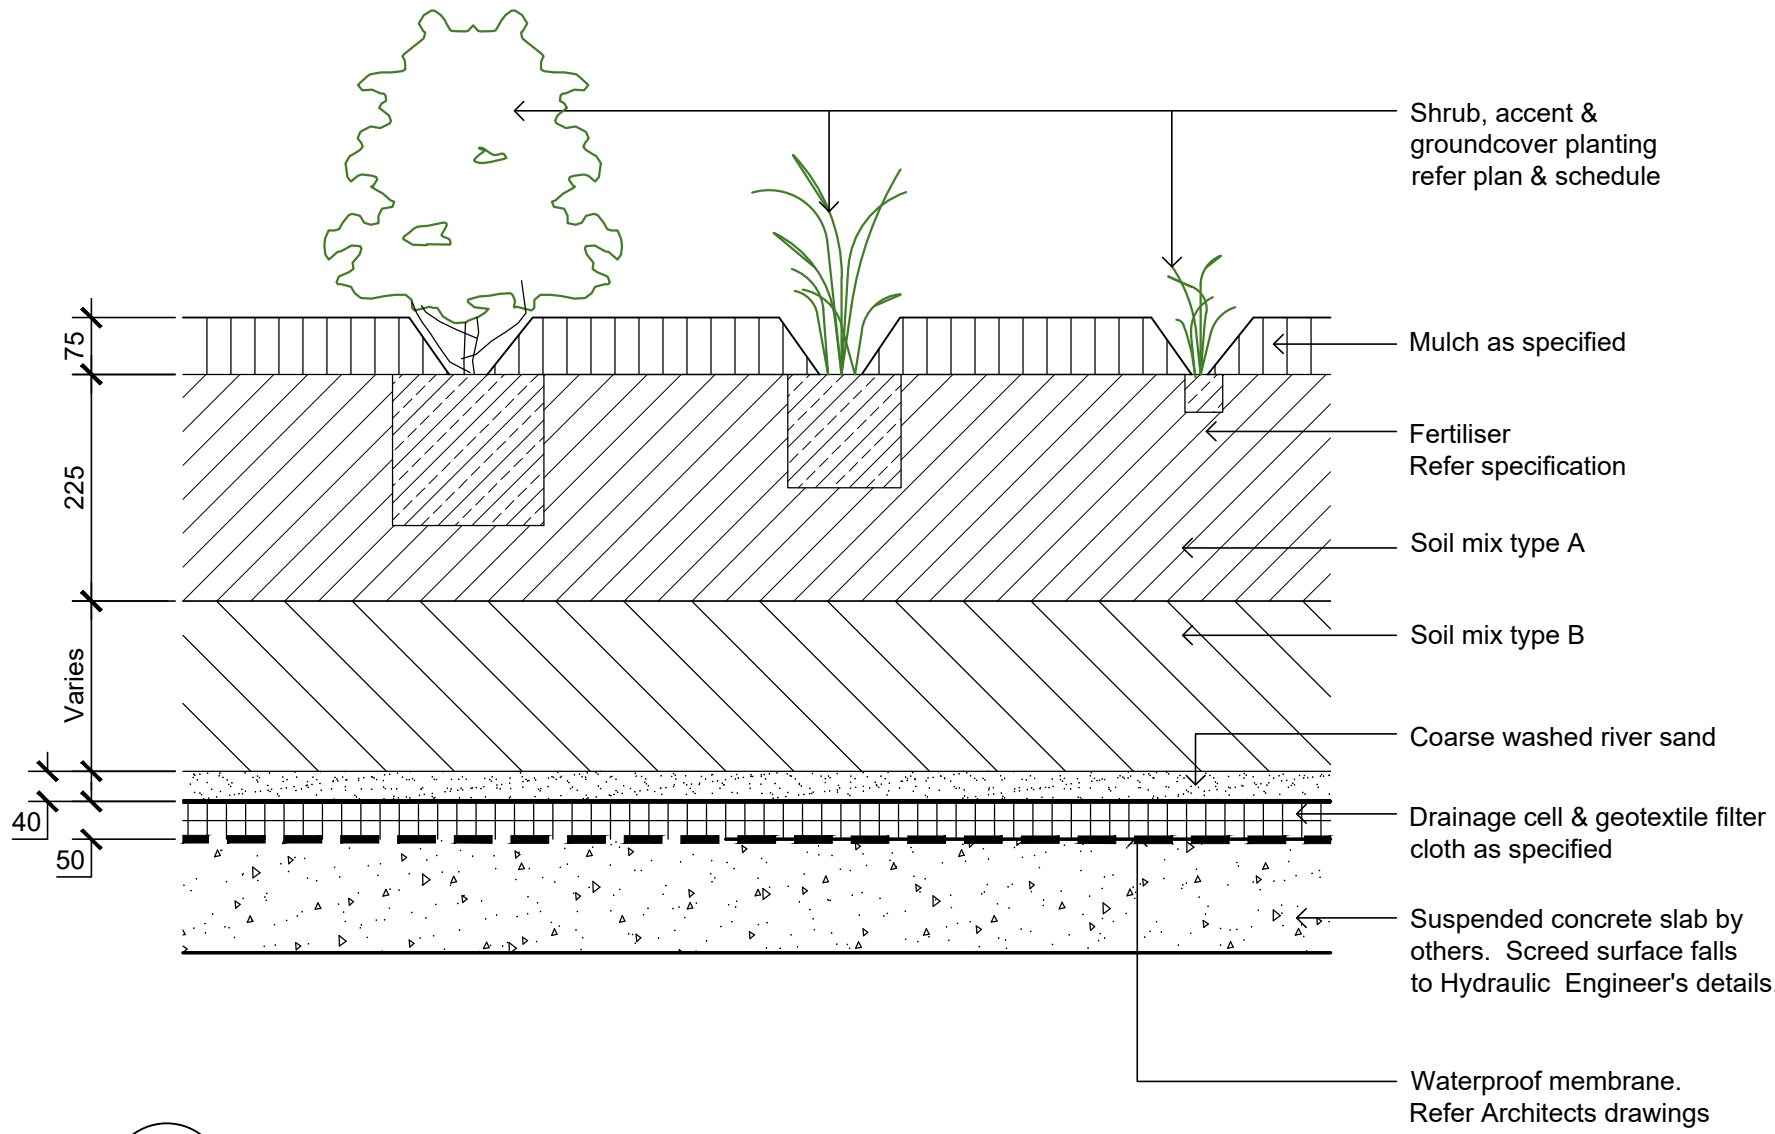 Shrub, accent &
groundcover planting
refer plan & schedule
75
Mulch as specified
225
Fertiliser
Refer specification
Soil mix type A
Soil mix type B
Varies
Coarse washed river sand
40
Drainage cell & geotextile filter
cloth as specified
50
Suspended concrete slab by
others. Screed surface falls
to Hydraulic Engineer's details.
Waterproof membrane.
Refer Architects drawings